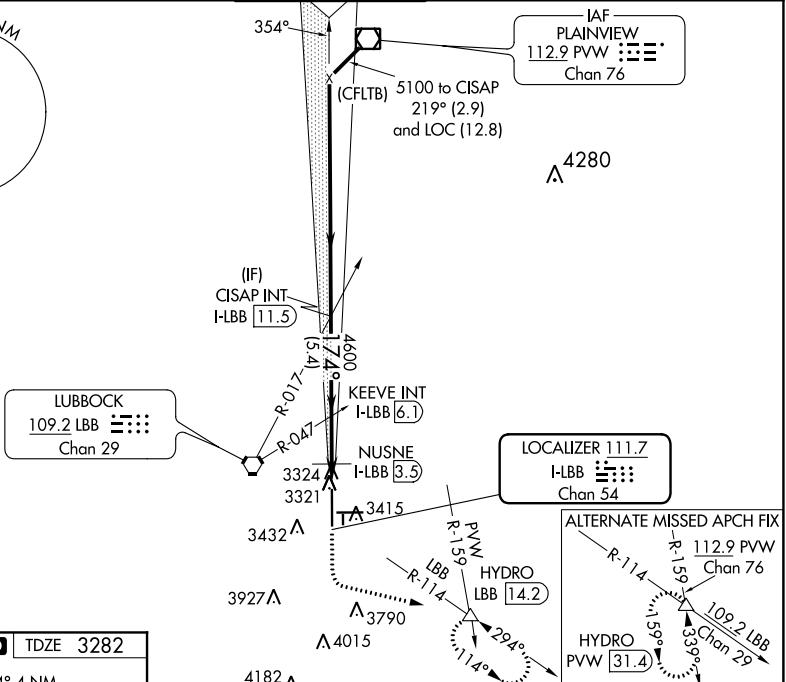 NM
354°
IAF
PLAINVIEW
112.9 PVW
Chan 76
(CFLTB)
5100 to CISAP
219° (2.9)
and LOC (12.8)
4280
(IF)
CISAP INT
I-LBB 11.5
4600
174°
(5.4)
R-017
LUBBOCK
109.2 LBB
Chan 29
R-047
KEEVE INT
I-LBB 6.1
NUSNE
I-LBB 3.5
3324
3321
LOCALIZER 111.7
I-LBB
Chan 54
T
3415
3432
PVW
R-159
LBB
R-114
HYDRO
LBB 14.2
294°
114°
3927
3790
4015
4182
ALTERNATE MISSED APCH FIX
R-114
R-159
112.9 PVW
Chan 76
109.2 LBB
Chan 29
159°
339°
HYDRO
PVW 31.4
TDZE 3282